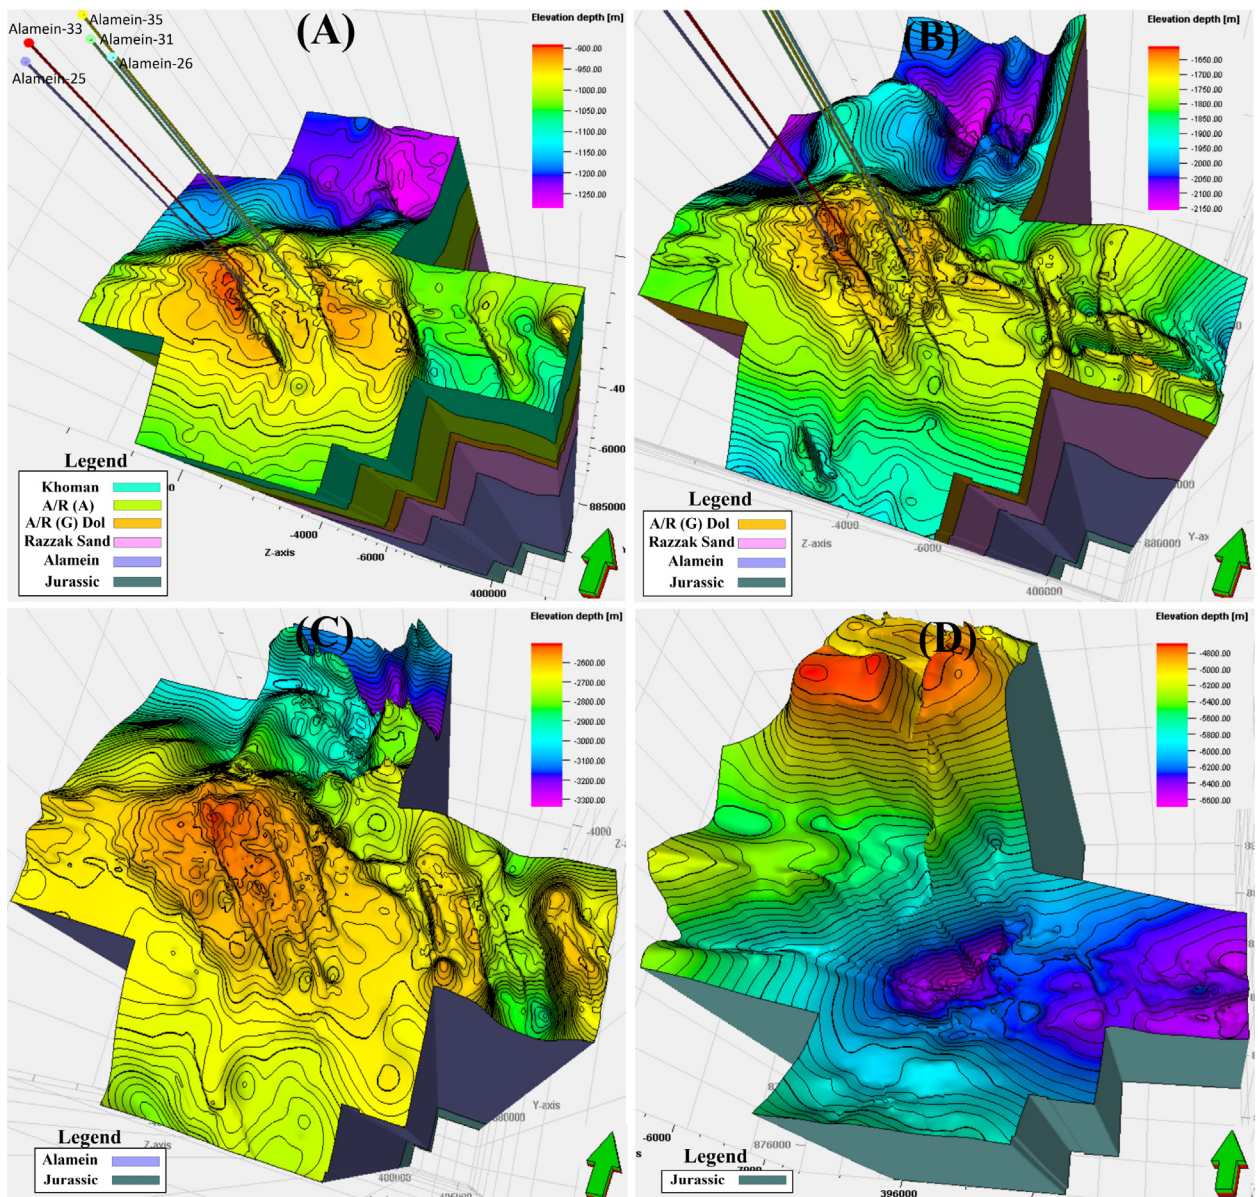 Alamein-35
Alamein-33
Alamein-31
Alamein-26
Alamein-25
(A)
Elevation depth [m]
-900.00
-950.00
-1000.00
-1050.00
-1100.00
-1150.00
-1200.00
-1250.00
-6000
885000
-4000
Z-axis
-6000
400000
Legend
Khoman
A/R (A)
A/R (G) Dol
Razzak Sand
Alamein
Jurassic
(B)
Elevation depth [m]
-1650.00
-1700.00
-1750.00
-1800.00
-1850.00
-1900.00
-1950.00
-2000.00
-2050.00
-2100.00
-2150.00
-4000
Z-axis
-6000
880000
400000
Legend
A/R (G) Dol
Razzak Sand
Alamein
Jurassic
(C)
Elevation depth [m]
-2600.00
-2700.00
-2800.00
-2900.00
-3000.00
-3100.00
-3200.00
-3300.00
-4000
Y-axis
Z-axis
400000
Legend
Alamein
Jurassic
(D)
Elevation depth [m]
-4800.00
-5000.00
-5200.00
-5400.00
-5600.00
-5800.00
-6000.00
-6200.00
-6400.00
-6600.00
-6000
876000
396000
Legend
Jurassic